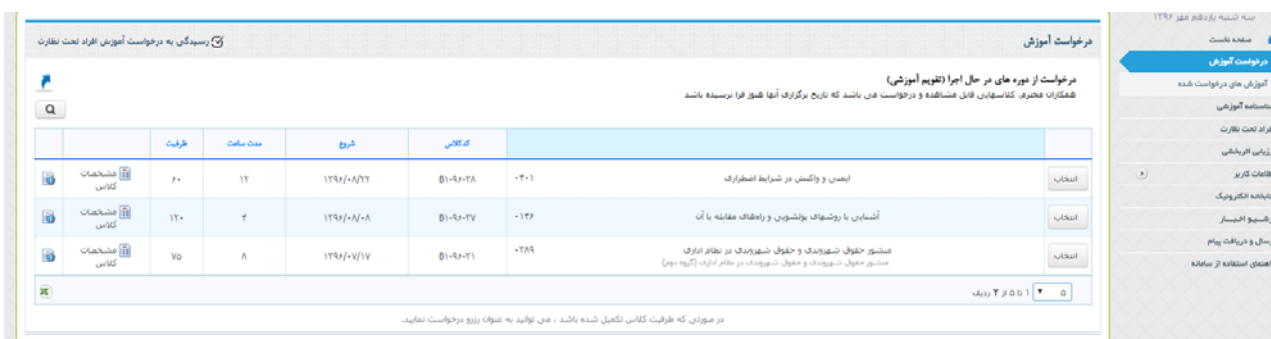 سه شنبه یازدهم مهر ۱۳۹۶
صفحه نخست
درخواست آموزش
آموزش های درخواست شده
شناسنامه آموزشی
افراد تحت نظارت
ارزیابی اثربخشی
اطلاعات کاربر
کتابخانه الکترونیک
آرشیو اخبار
ارسال و دریافت پیام
راهنمای استفاده از سامانه
درخواست آموزش
رسیدگی به درخواست آموزش افراد تحت نظارت
درخواست از دوره های در حال اجرا (تقویم آموزشی)
همکاران محترم، کلاسهایی قابل مشاهده و درخواست می باشد که تاریخ برگزاری آنها هنوز فرا نرسیده باشد
کدکلاس شروع مدت ساعت ظرفیت
انتخاب ایمنی و واکنش در شرایط اضطراری ۰۴۰۱ B۱-۹۶-۳۸ ۱۳۹۶/۰۸/۲۲ ۱۲ ۶۰ مشخصات کلاس
انتخاب آشنایی با روشهای پولشویی و راههای مقابله با آن ۰۱۴۶ B۱-۹۶-۳۷ ۱۳۹۶/۰۸/۰۸ ۴ ۱۲۰ مشخصات کلاس
انتخاب منشور حقوق شهروندی و حقوق شهروندی در نظام اداری ۰۳۸۹ B۱-۹۶-۳۱ ۱۳۹۶/۰۷/۱۷ ۸ ۷۵ مشخصات کلاس
منشور حقوق شهروندی و حقوق شهروندی در نظام اداری (گروه دوم)
۵ ۱ تا ۵ از ۳ ردیف
در صورتی که ظرفیت کلاس تکمیل شده باشد ، می توانید به عنوان رزرو درخواست نمایید.